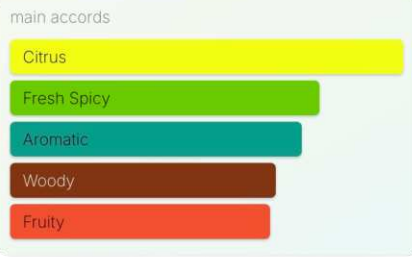 main accords
Citrus
Fresh Spicy
Aromatic
Woody
Fruity